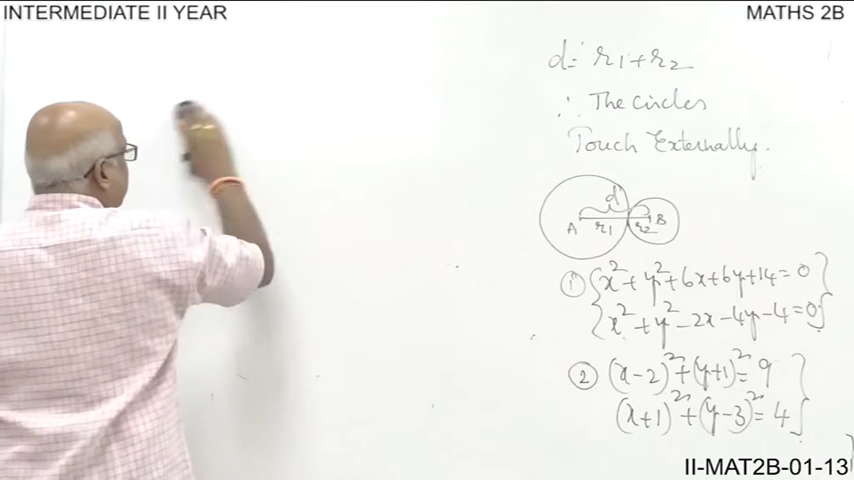 INTERMEDIATE II YEAR
MATHS 2B
d = r1 + r2
∴ The circles
Touch Externally.
d
A r1 r2 B
① { x² + y² + 6x + 6y + 14 = 0 }
{ x² + y² - 2x - 4y - 4 = 0 }
② (x-2)² + (y+1)² = 9 }
(x+1)² + (y-3)² = 4 }
II-MAT2B-01-13